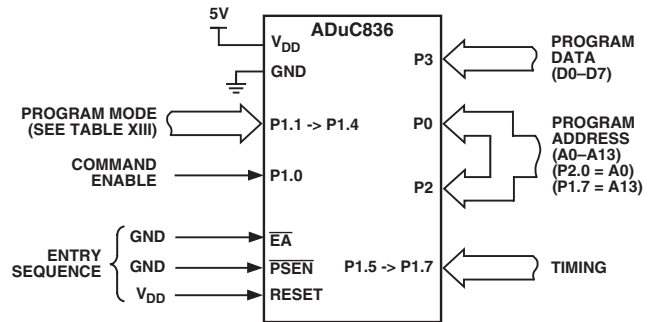 5V
ADuC836
VDD
GND
P3
PROGRAM
DATA
(D0–D7)
PROGRAM MODE
(SEE TABLE XIII)
P1.1 -> P1.4
P0
PROGRAM
ADDRESS
(A0–A13)
(P2.0 = A0)
(P1.7 = A13)
COMMAND
ENABLE
P1.0
P2
ENTRY
SEQUENCE
GND
EA
GND
PSEN
VDD
RESET
P1.5 -> P1.7
TIMING